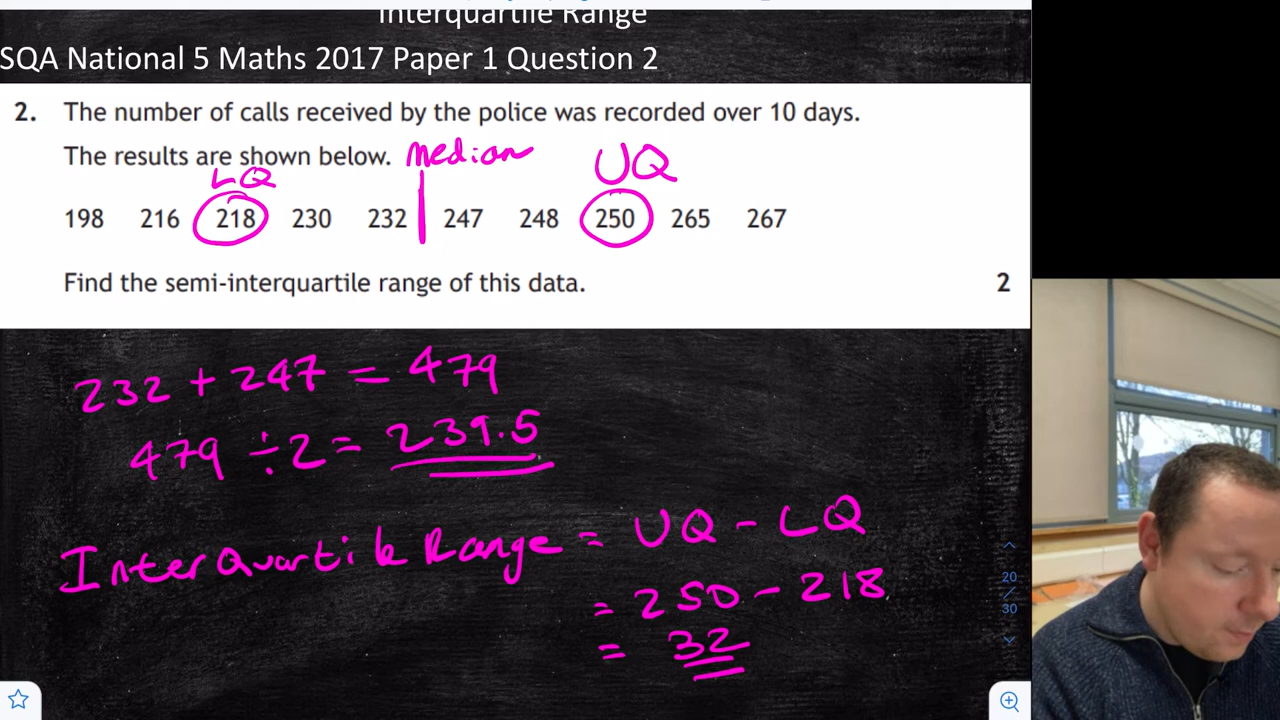 Interquartile Range
SQA National 5 Maths 2017 Paper 1 Question 2
2. The number of calls received by the police was recorded over 10 days.
The results are shown below. median UQ
LQ
198 216 218 230 232 247 248 250 265 267
Find the semi-interquartile range of this data. 2
232 + 247 = 479
479 ÷ 2 = 239.5
InterQuartile Range = UQ - LQ
= 250 - 218
= 32
20
/
30